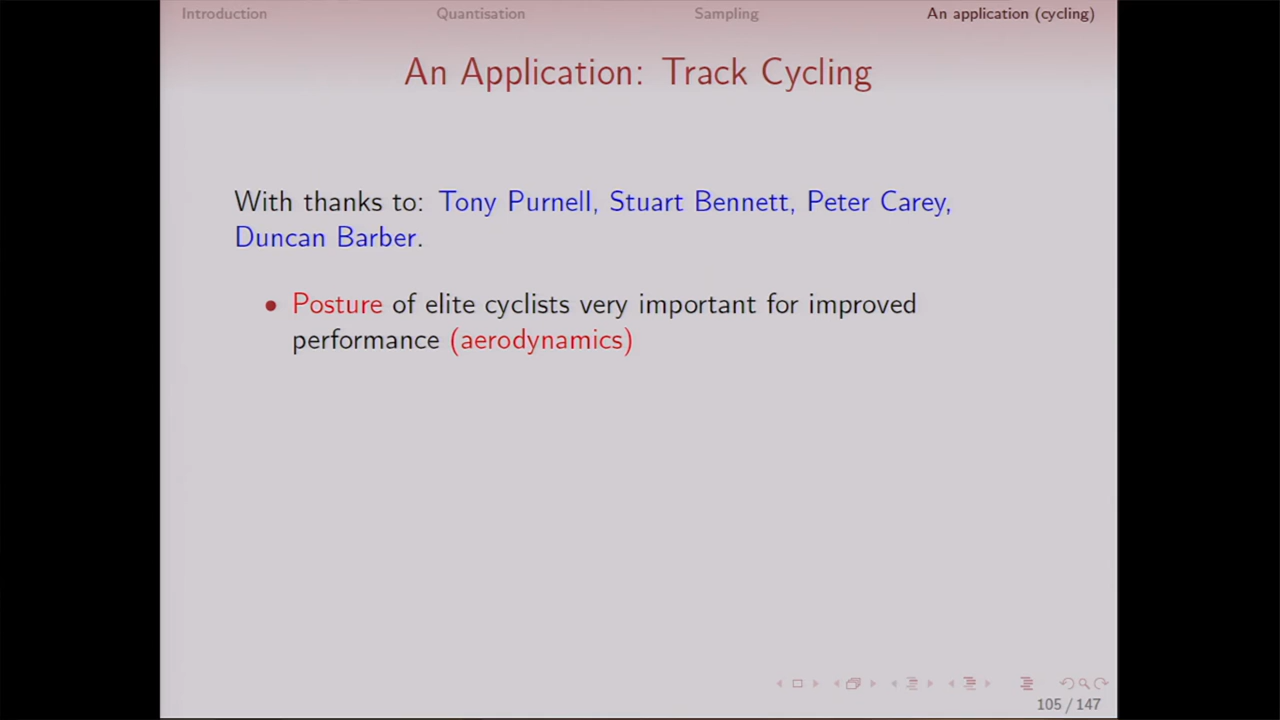 Introduction Quantisation Sampling An application (cycling)
An Application: Track Cycling
With thanks to: Tony Purnell, Stuart Bennett, Peter Carey,
Duncan Barber.
• Posture of elite cyclists very important for improved
performance (aerodynamics)
105 / 147